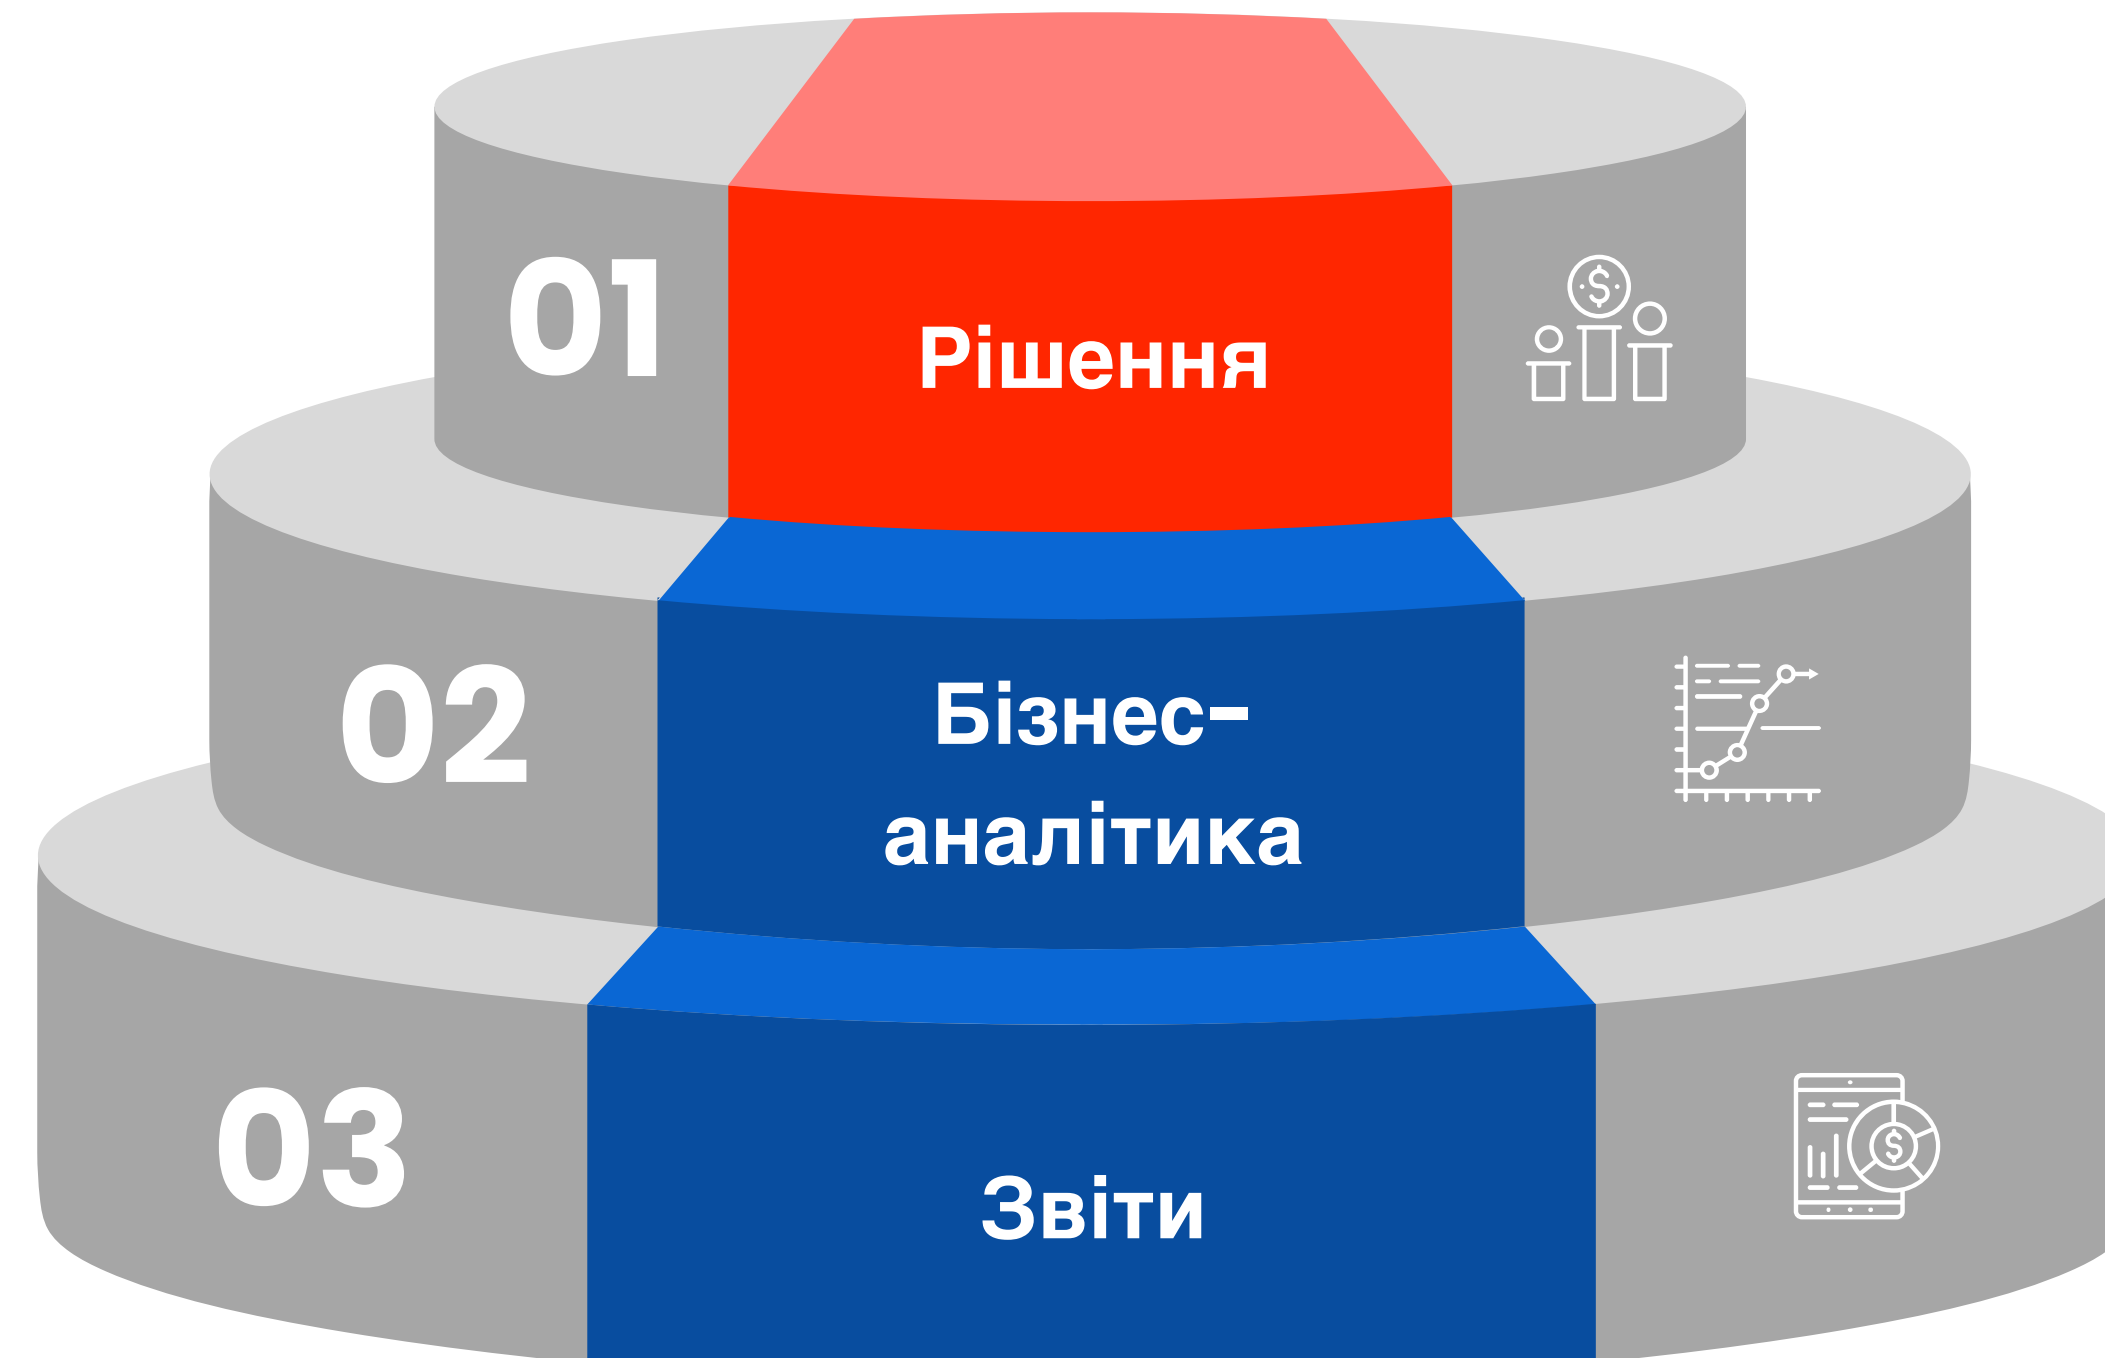 01
Рішення
02
Бізнес-
аналітика
03
Звіти